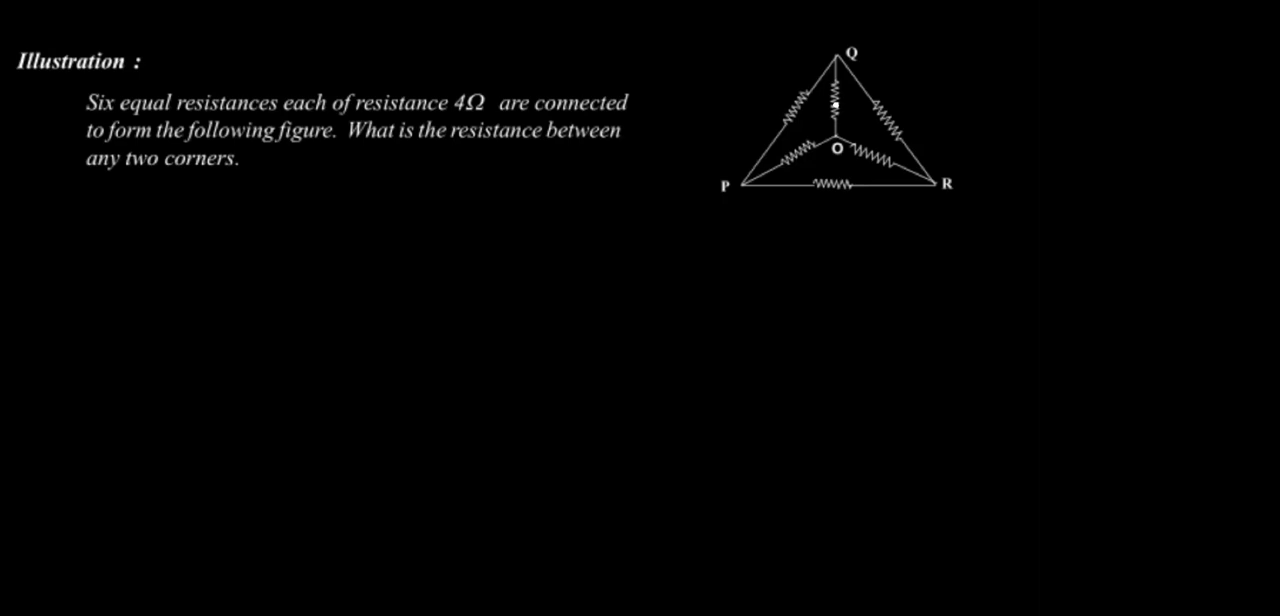 Illustration :
Six equal resistances each of resistance 4Ω are connected
to form the following figure. What is the resistance between
any two corners.
Q
O
P
R